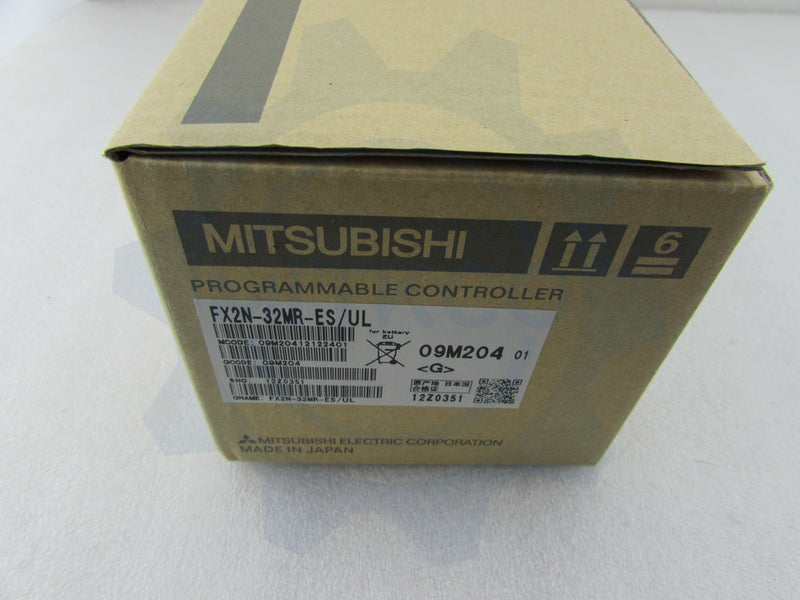 MITSUBISHI
6
PROGRAMMABLE CONTROLLER
FX2N-32MR-ES/UL
for battery
EU
MCODE: 09M20412122401
09M204 01
<G>
GCODE: 09M204
原产地 日本国
合格证
SNO: 12Z0351
12Z0351
GNAME: FX2N-32MR-ES/UL
MITSUBISHI ELECTRIC CORPORATION
MADE IN JAPAN